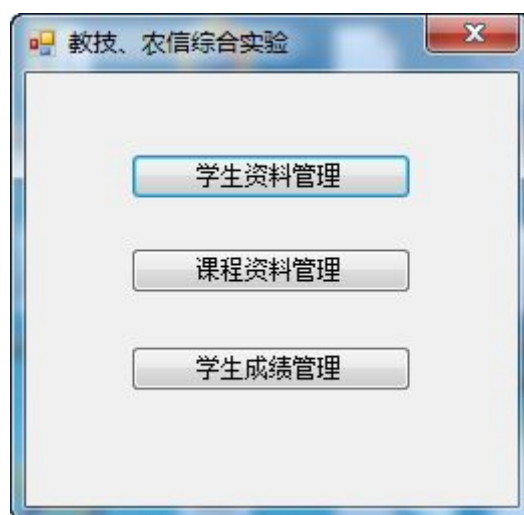 教技、农信综合实验
学生资料管理
课程资料管理
学生成绩管理